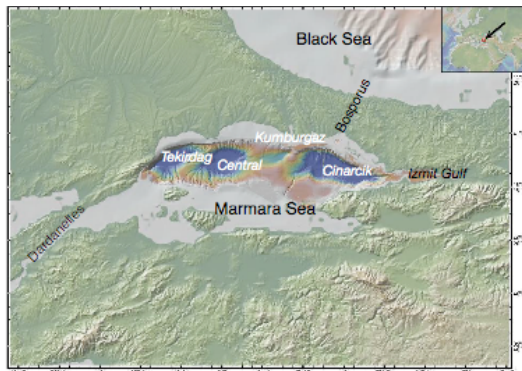 Black Sea
Bosporus
Kumburgaz
Tekirdag
Central
Cinarcik
Izmit Gulf
Marmara Sea
Dardanelles